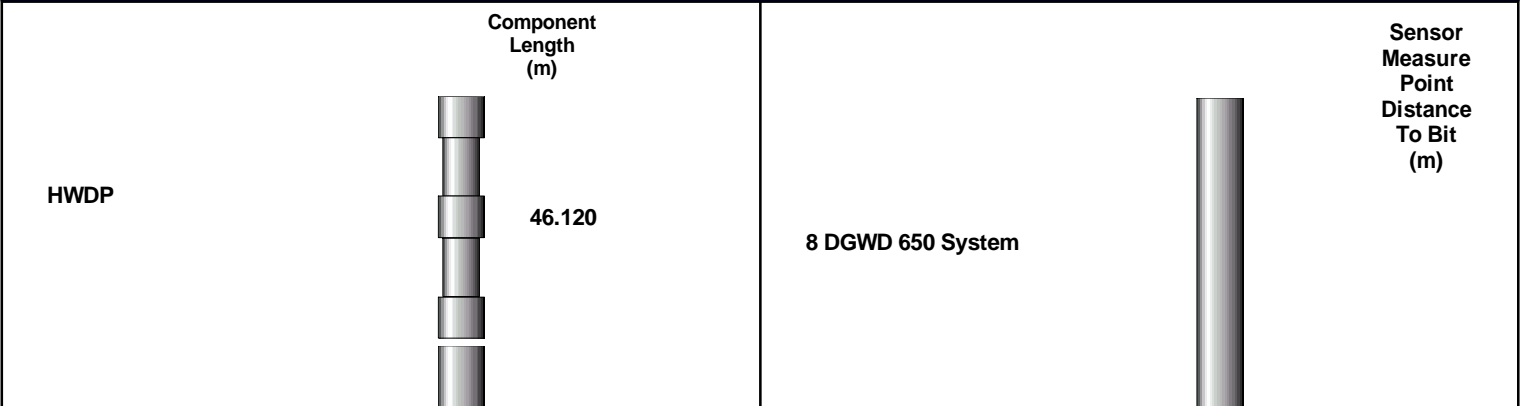 Component
Length
(m)
HWDP
46.120
Sensor
Measure
Point
Distance
To Bit
(m)
8 DGWD 650 System